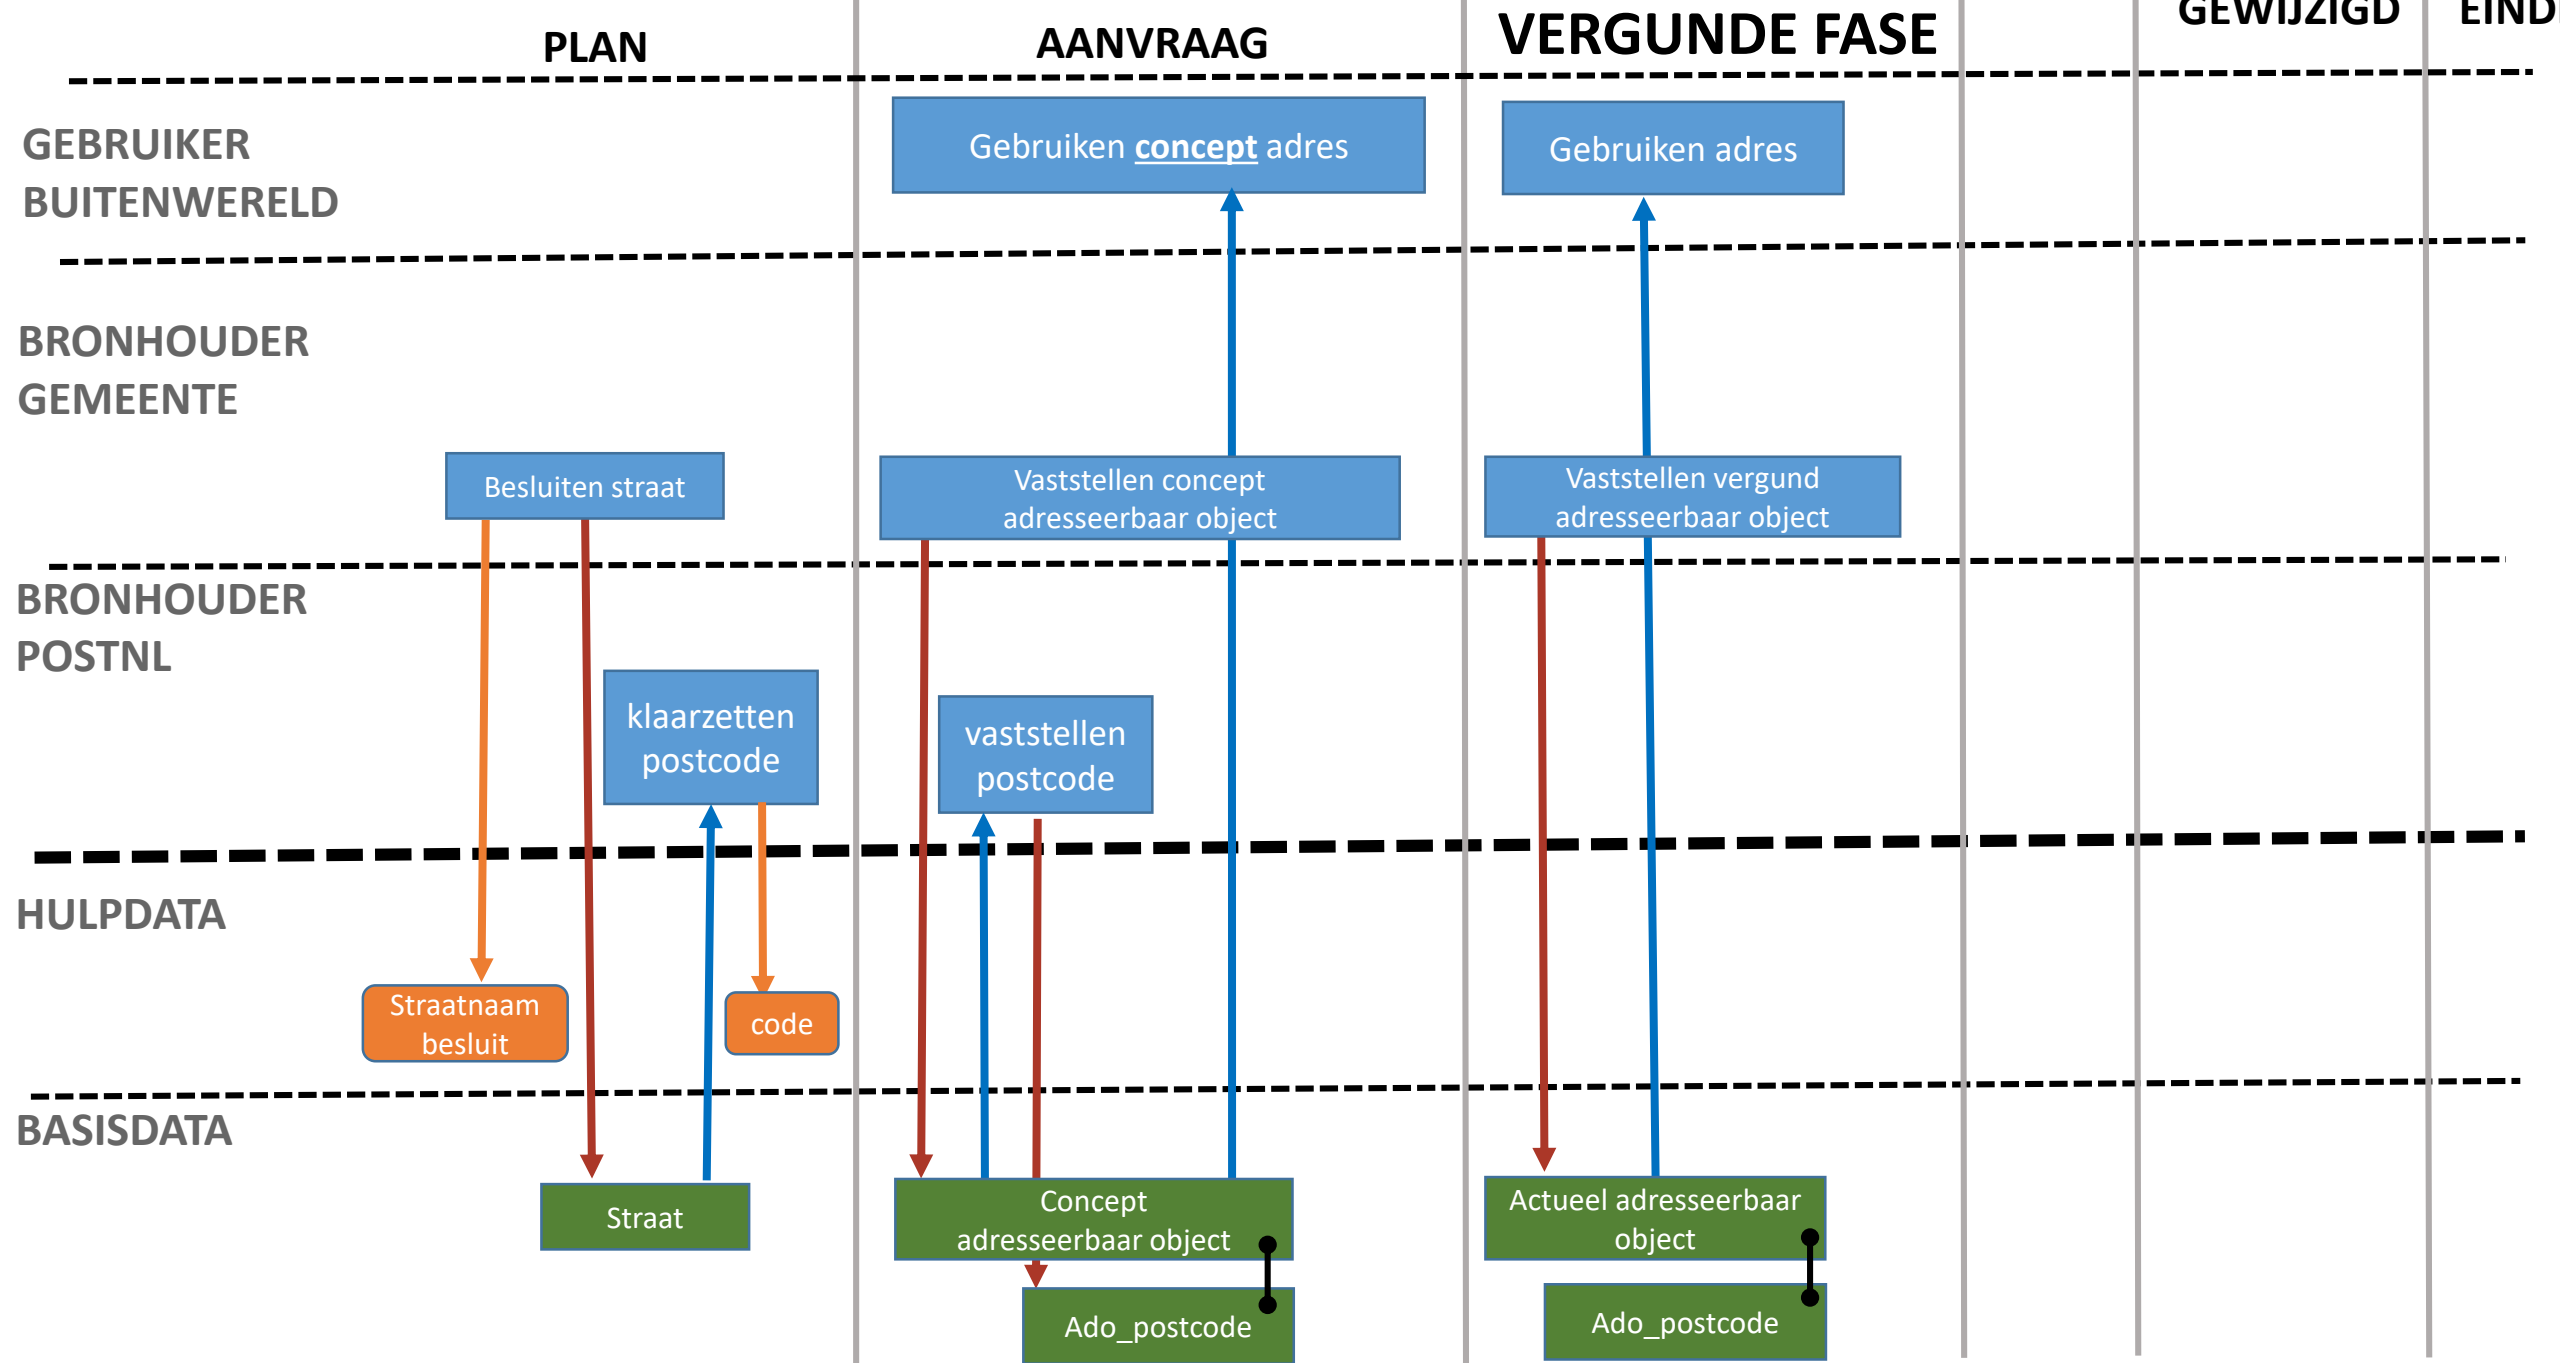 PLAN
AANVRAAG
VERGUNDE FASE
GEWIJZIGD
GEBRUIKER
BUITENWERELD
Gebruiken concept adres
Gebruiken adres
BRONHOUDER
GEMEENTE
Besluiten straat
Vaststellen concept
adresseerbaar object
Vaststellen vergund
adresseerbaar object
BRONHOUDER
POSTNL
klaarzetten
postcode
vaststellen
postcode
HULPDATA
Straatnaam
besluit
code
BASISDATA
Straat
Concept
adresseerbaar object
Actueel adresseerbaar
object
Ado_postcode
Ado_postcode